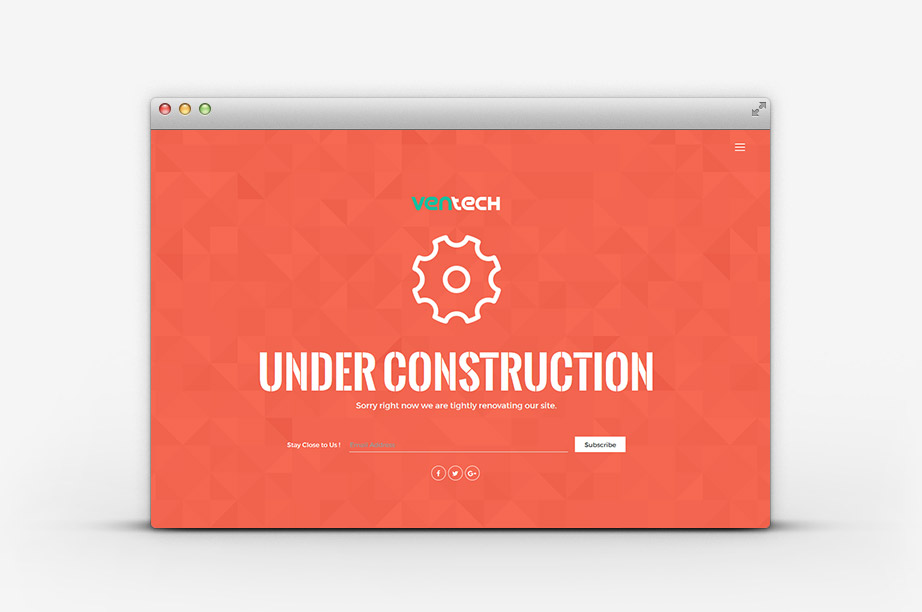 ventech
UNDER CONSTRUCTION
Sorry right now we are tightly renovating our site.
Stay Close to Us !
Email Address
Subscribe